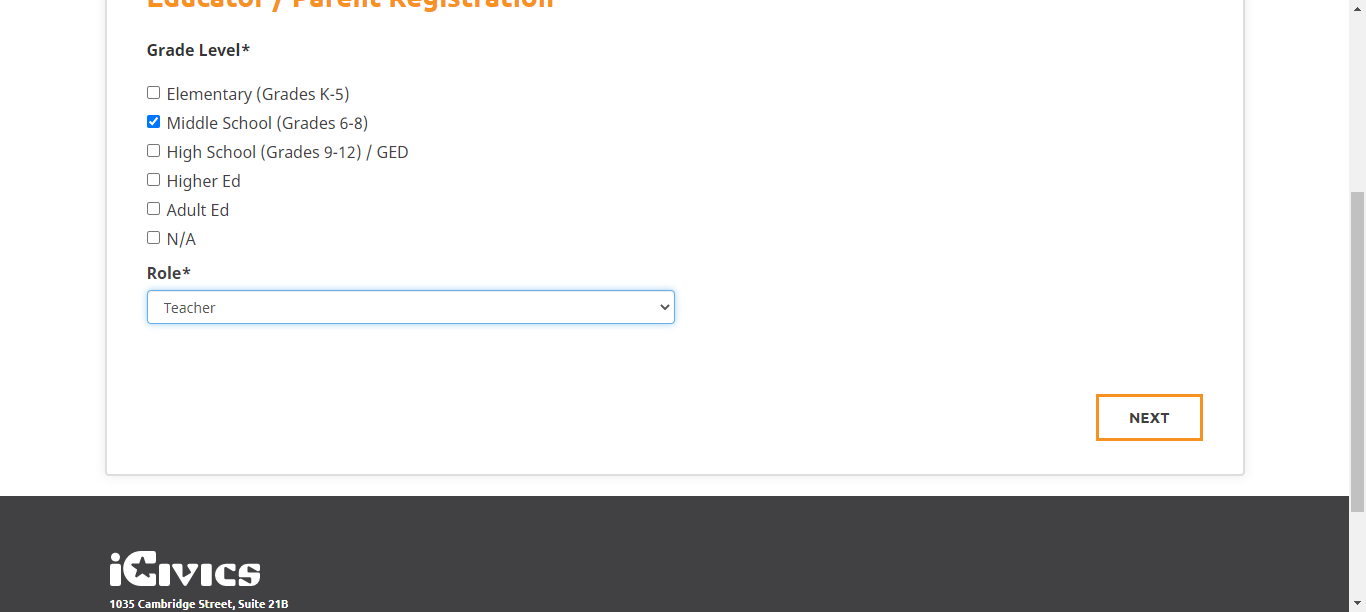 Educator / Parent Registration
Grade Level*
Elementary (Grades K-5)
Middle School (Grades 6-8)
High School (Grades 9-12) / GED
Higher Ed
Adult Ed
N/A
Role*
Teacher
NEXT
iCivics
1035 Cambridge Street, Suite 21B